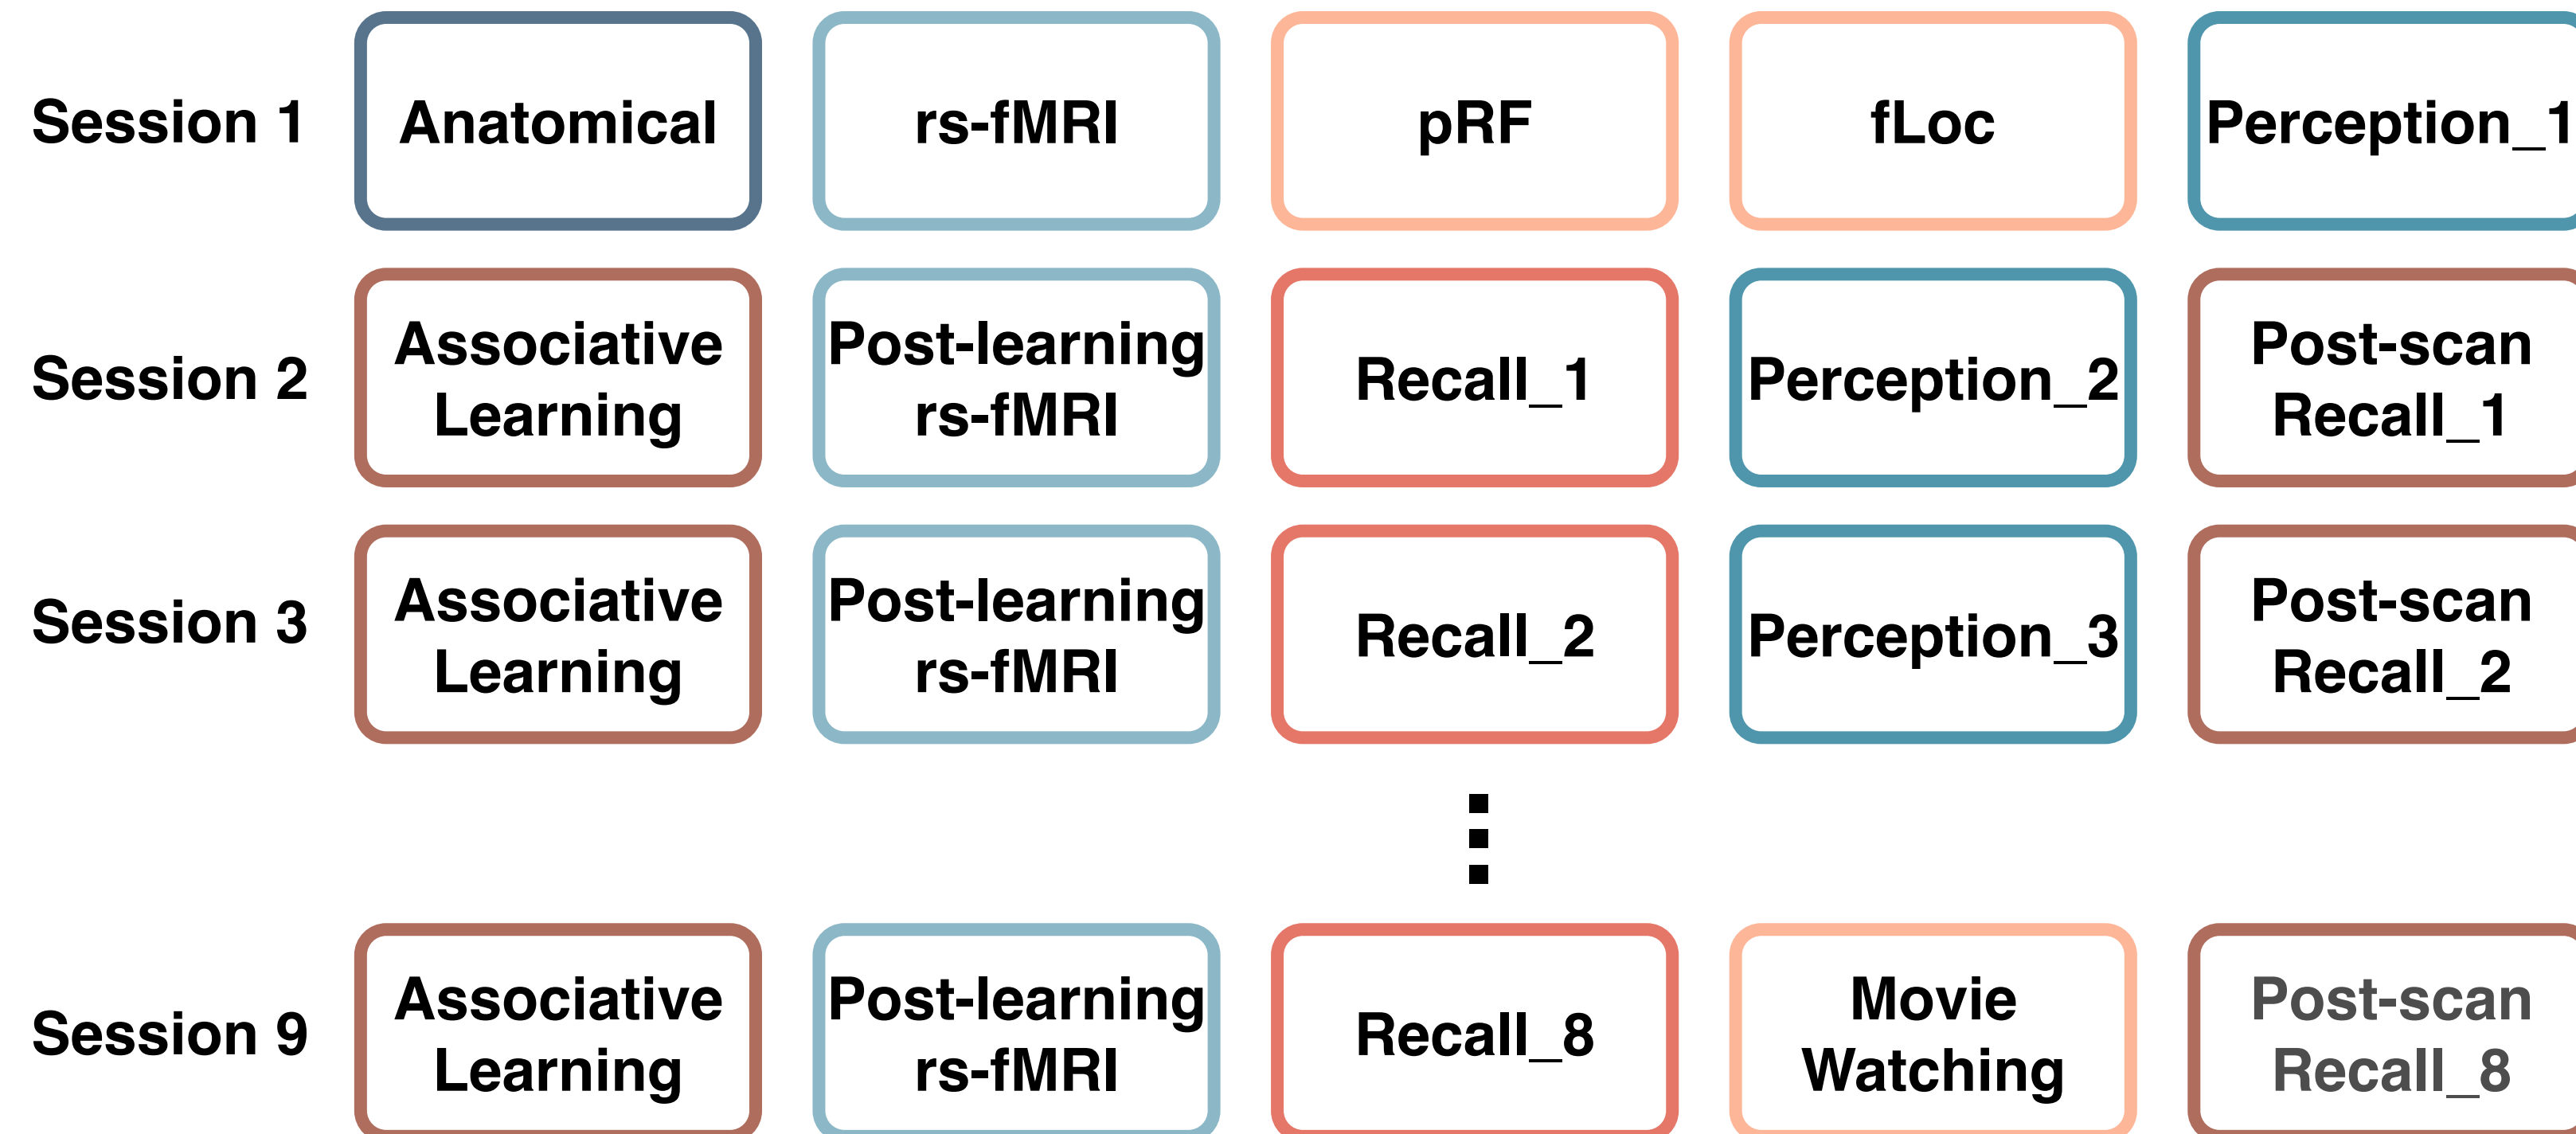 Session 1
Anatomical
rs-fMRI
pRF
fLoc
Perception_1
Session 2
Associative
Learning
Post-learning
rs-fMRI
Recall_1
Perception_2
Post-scan
Recall_1
Session 3
Associative
Learning
Post-learning
rs-fMRI
Recall_2
Perception_3
Post-scan
Recall_2
Session 9
Associative
Learning
Post-learning
rs-fMRI
Recall_8
Movie
Watching
Post-scan
Recall_8